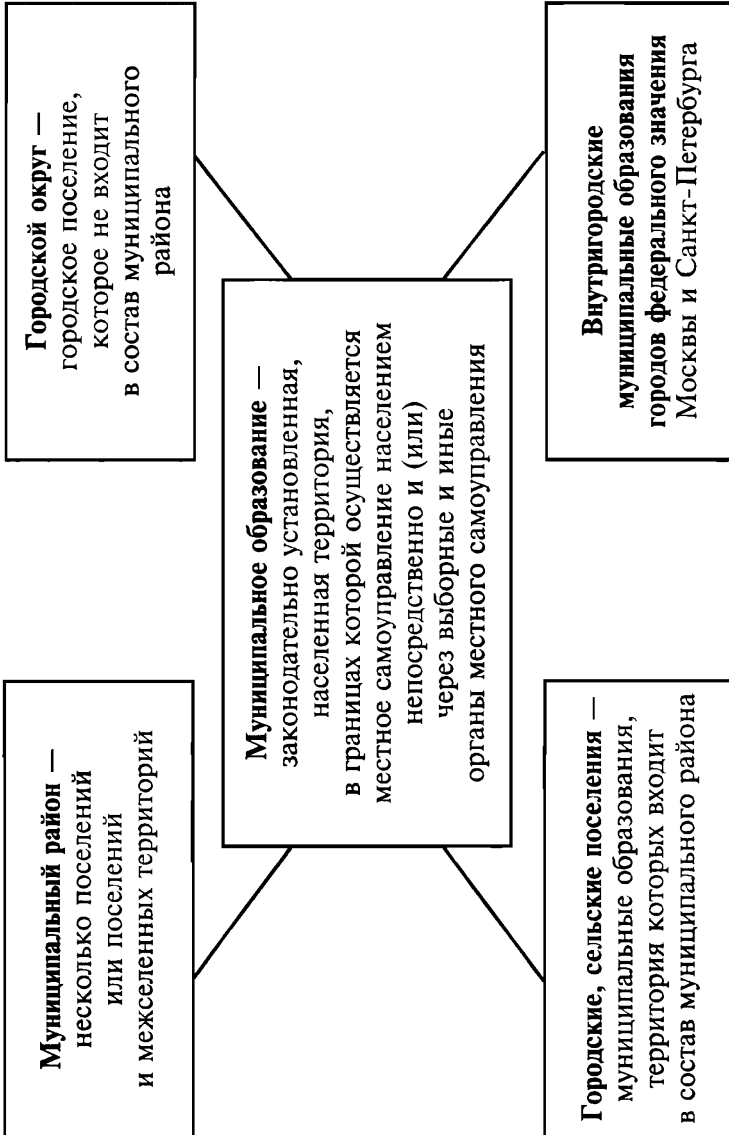 Муниципальный район —
несколько поселений
или поселений
и межселенных территорий
Городской округ —
городское поселение,
которое не входит
в состав муниципального
района
Муниципальное образование —
законодательно установленная,
населенная территория,
в границах которой осуществляется
местное самоуправление населением
непосредственно и (или)
через выборные и иные
органы местного самоуправления
Городские, сельские поселения —
муниципальные образования,
территория которых входит
в состав муниципального района
Внутригородские
муниципальные образования
городов федерального значения
Москвы и Санкт-Петербурга